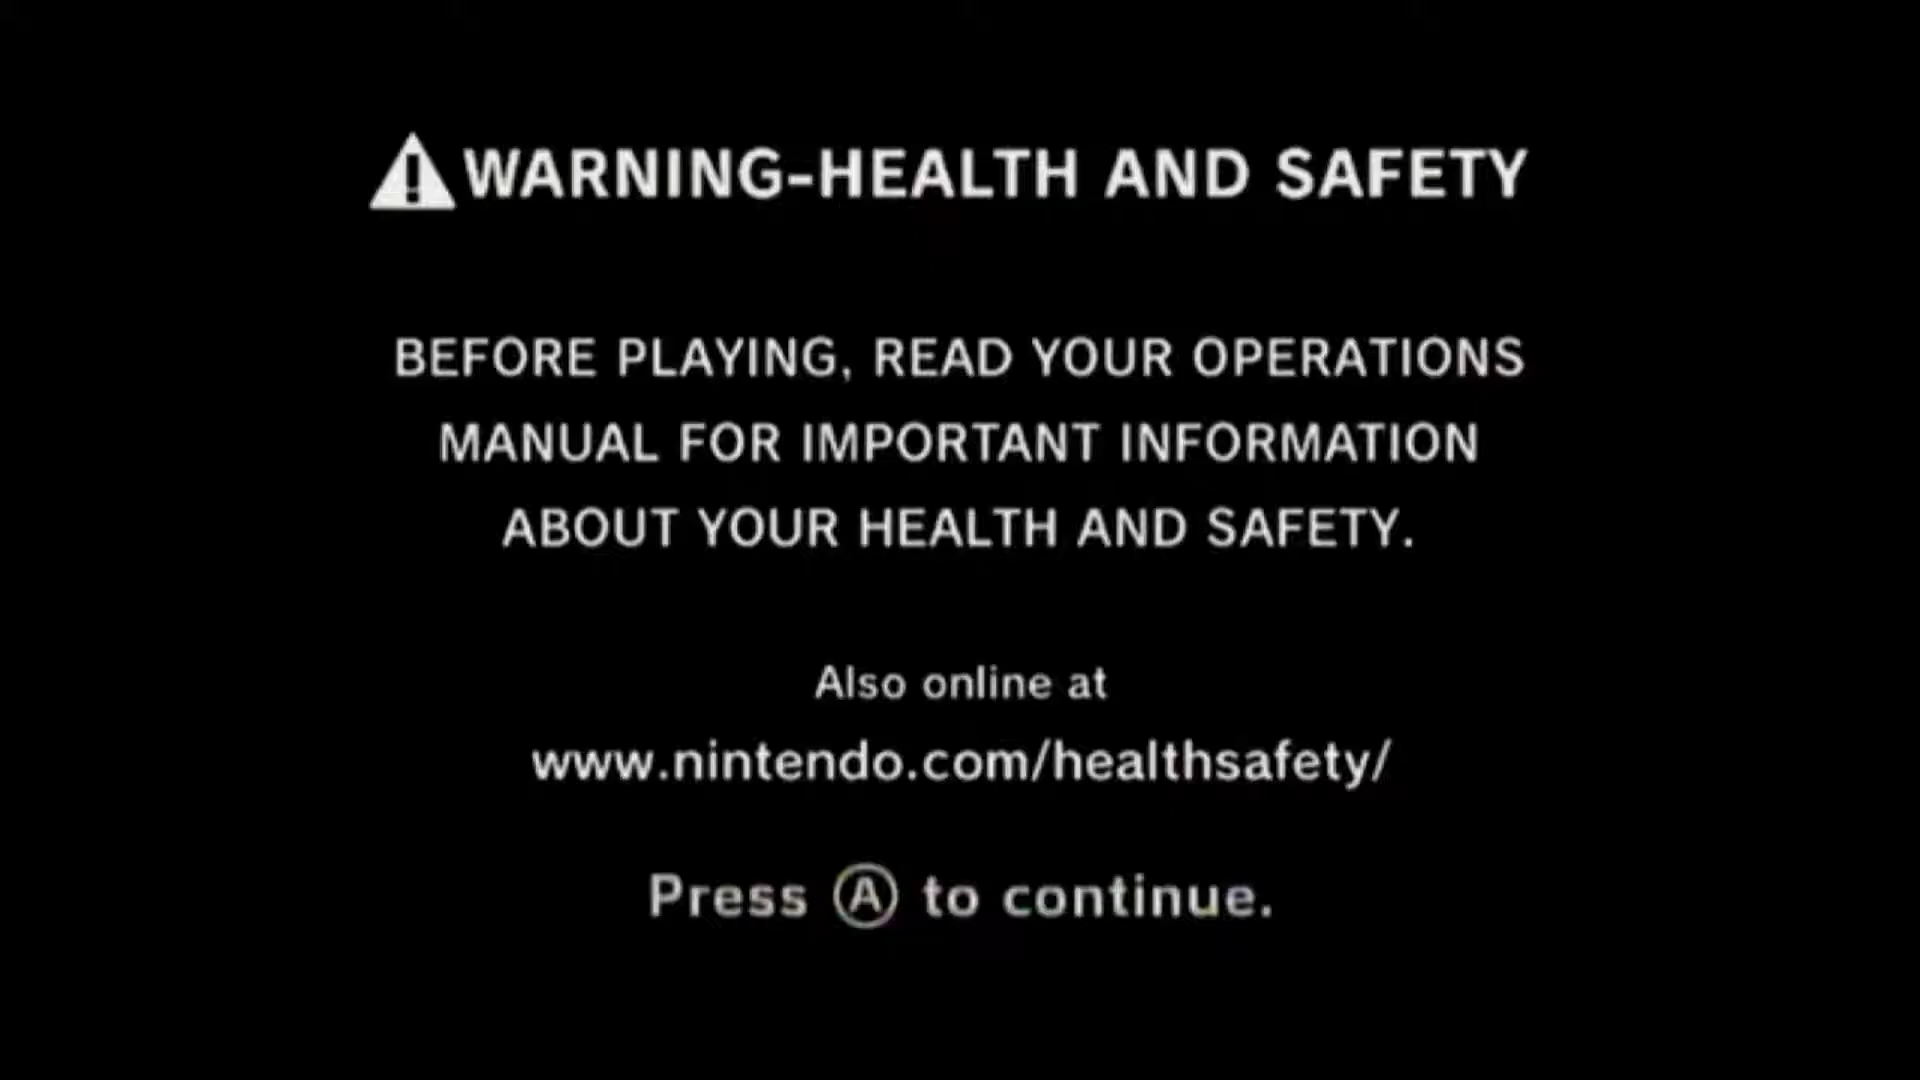 ⚠WARNING-HEALTH AND SAFETY
BEFORE PLAYING, READ YOUR OPERATIONS
MANUAL FOR IMPORTANT INFORMATION
ABOUT YOUR HEALTH AND SAFETY.
Also online at
www.nintendo.com/healthsafety/
Press Ⓐ to continue.